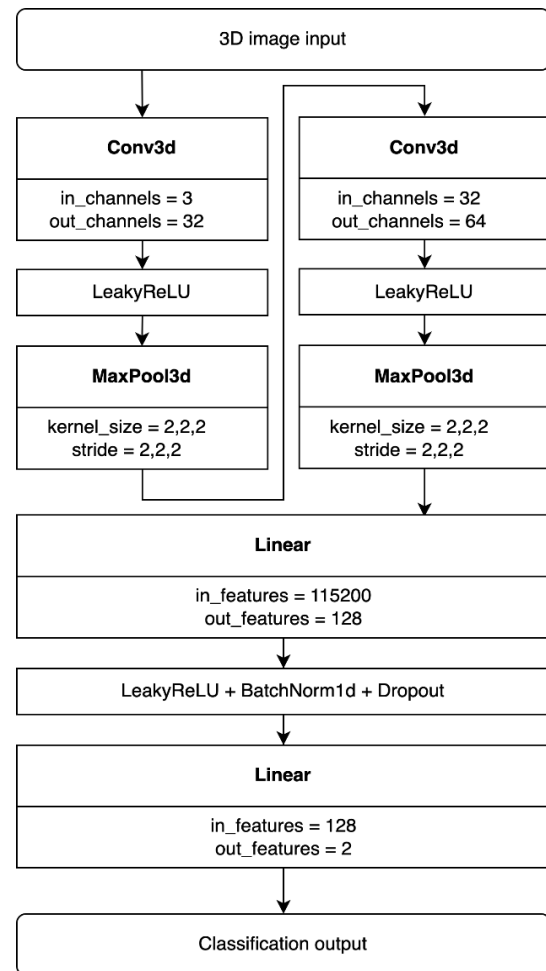 3D image input
Conv3d
in_channels = 3
out_channels = 32
LeakyReLU
MaxPool3d
kernel_size = 2,2,2
stride = 2,2,2
Conv3d
in_channels = 32
out_channels = 64
LeakyReLU
MaxPool3d
kernel_size = 2,2,2
stride = 2,2,2
Linear
in_features = 115200
out_features = 128
LeakyReLU + BatchNorm1d + Dropout
Linear
in_features = 128
out_features = 2
Classification output